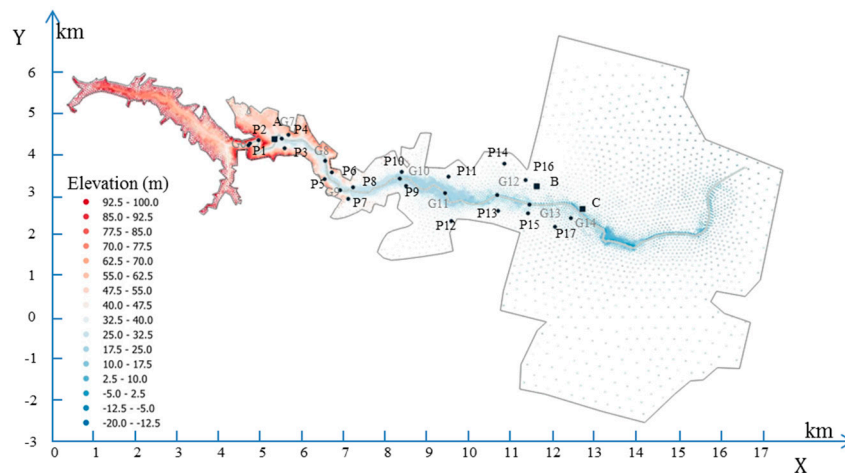 Y km
6
5
4
3
2
1
0
-1
-2
-3
A G7 P4
P2
P1 P3
G8
P5 P6
G9 P8
P7
P10 G10
P9
P11
G11
P12
P14
P16
G12 B
P13
P15 G13 C
G14
P17
Elevation (m)
92.5 - 100.0
85.0 - 92.5
77.5 - 85.0
70.0 - 77.5
62.5 - 70.0
55.0 - 62.5
47.5 - 55.0
40.0 - 47.5
32.5 - 40.0
25.0 - 32.5
17.5 - 25.0
10.0 - 17.5
2.5 - 10.0
-5.0 - 2.5
-12.5 - -5.0
-20.0 - -12.5
0 1 2 3 4 5 6 7 8 9 10 11 12 13 14 15 16 17
km
X